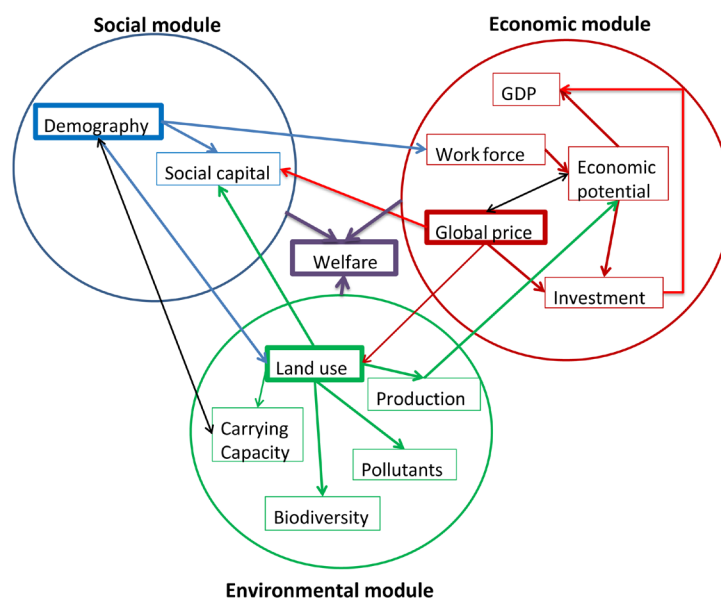 Social module
Economic module
GDP
Demography
Work force
Social capital
Economic
potential
Global price
Welfare
Investment
Land use
Production
Carrying
Capacity
Pollutants
Biodiversity
Environmental module